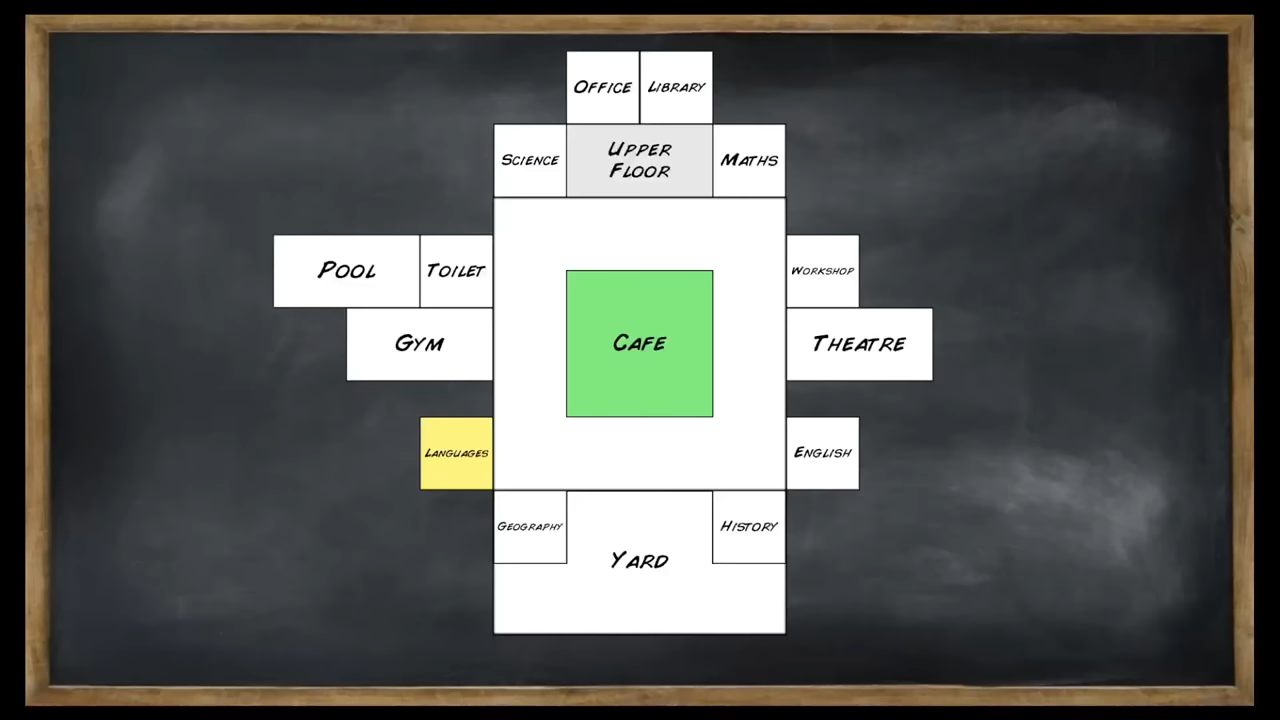 OFFICE
LIBRARY
SCIENCE
UPPER
FLOOR
MATHS
POOL
TOILET
WORKSHOP
GYM
CAFE
THEATRE
LANGUAGES
ENGLISH
GEOGRAPHY
HISTORY
YARD